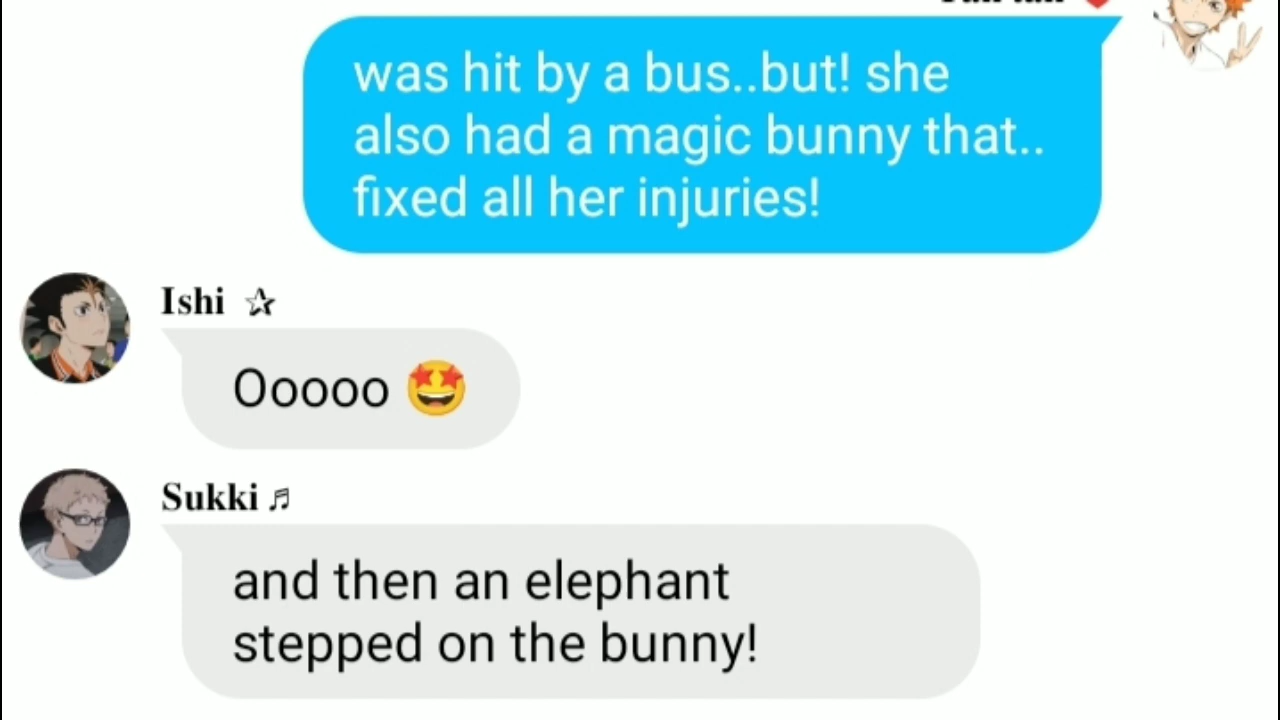 was hit by a bus..but! she
also had a magic bunny that..
fixed all her injuries!
Ishi ☆
Ooooo 🤩
Sukki ♬
and then an elephant
stepped on the bunny!